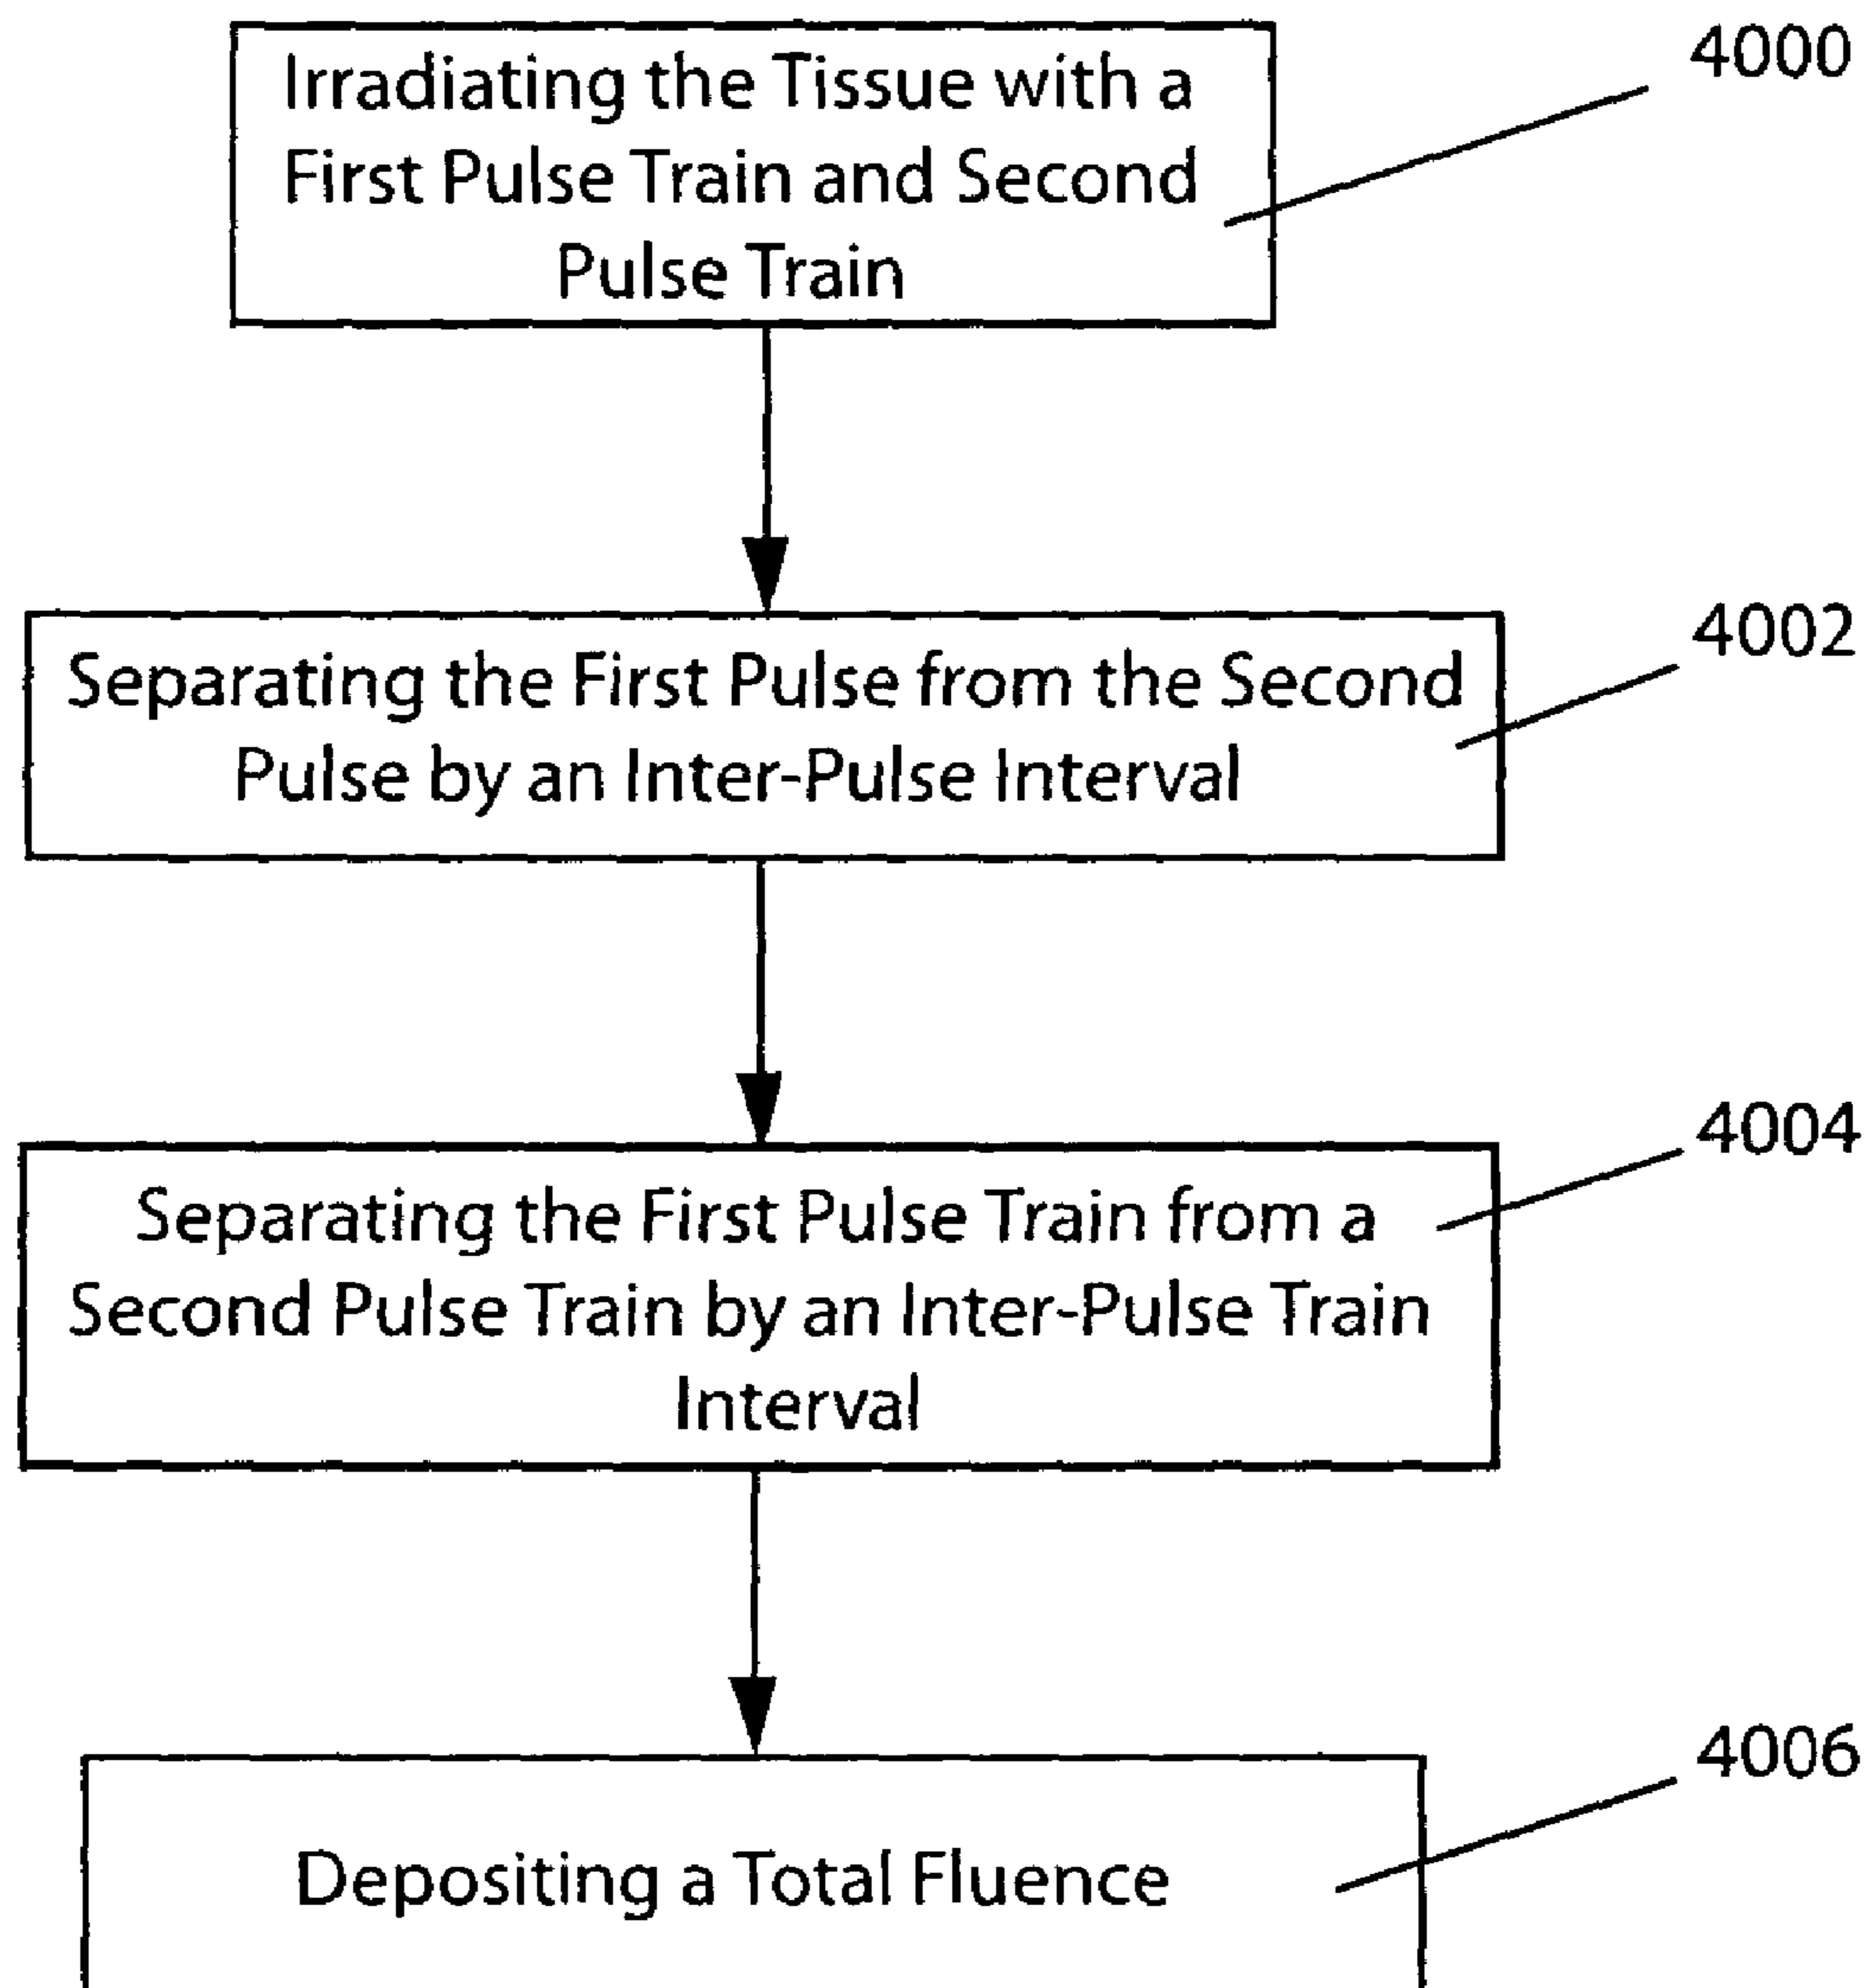 4000
Irradiating the Tissue with a
First Pulse Train and Second
Pulse Train
4002
Separating the First Pulse from the Second
Pulse by an Inter-Pulse Interval
4004
Separating the First Pulse Train from a
Second Pulse Train by an Inter-Pulse Train
Interval
4006
Depositing a Total Fluence